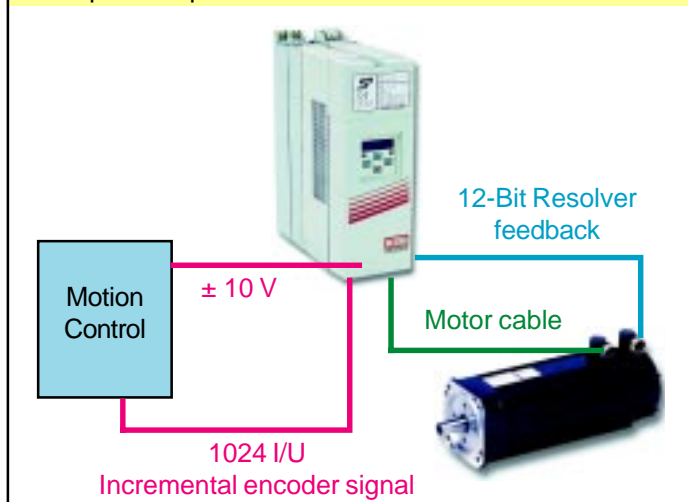 12-Bit Resolver
feedback
Motion
Control
± 10 V
Motor cable
1024 I/U
Incremental encoder signal